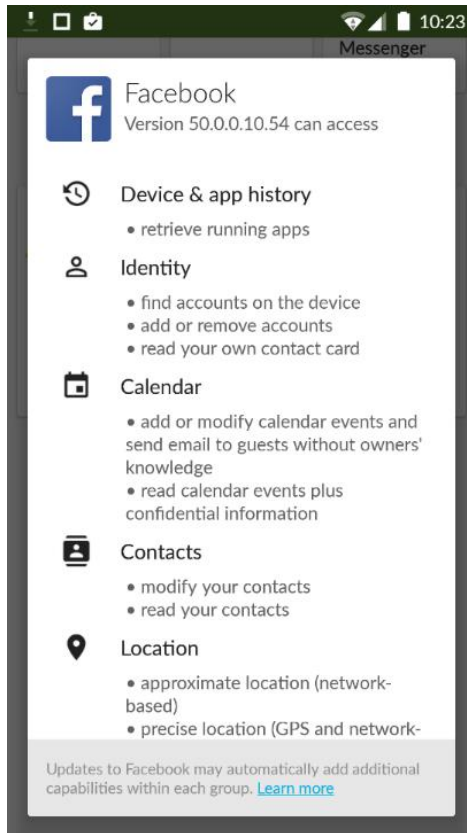 10:23
Messenger
Facebook
Version 50.0.0.10.54 can access
Device & app history
• retrieve running apps
Identity
• find accounts on the device
• add or remove accounts
• read your own contact card
Calendar
• add or modify calendar events and
send email to guests without owners'
knowledge
• read calendar events plus
confidential information
Contacts
• modify your contacts
• read your contacts
Location
• approximate location (network-
based)
• precise location (GPS and network-
Updates to Facebook may automatically add additional
capabilities within each group. Learn more